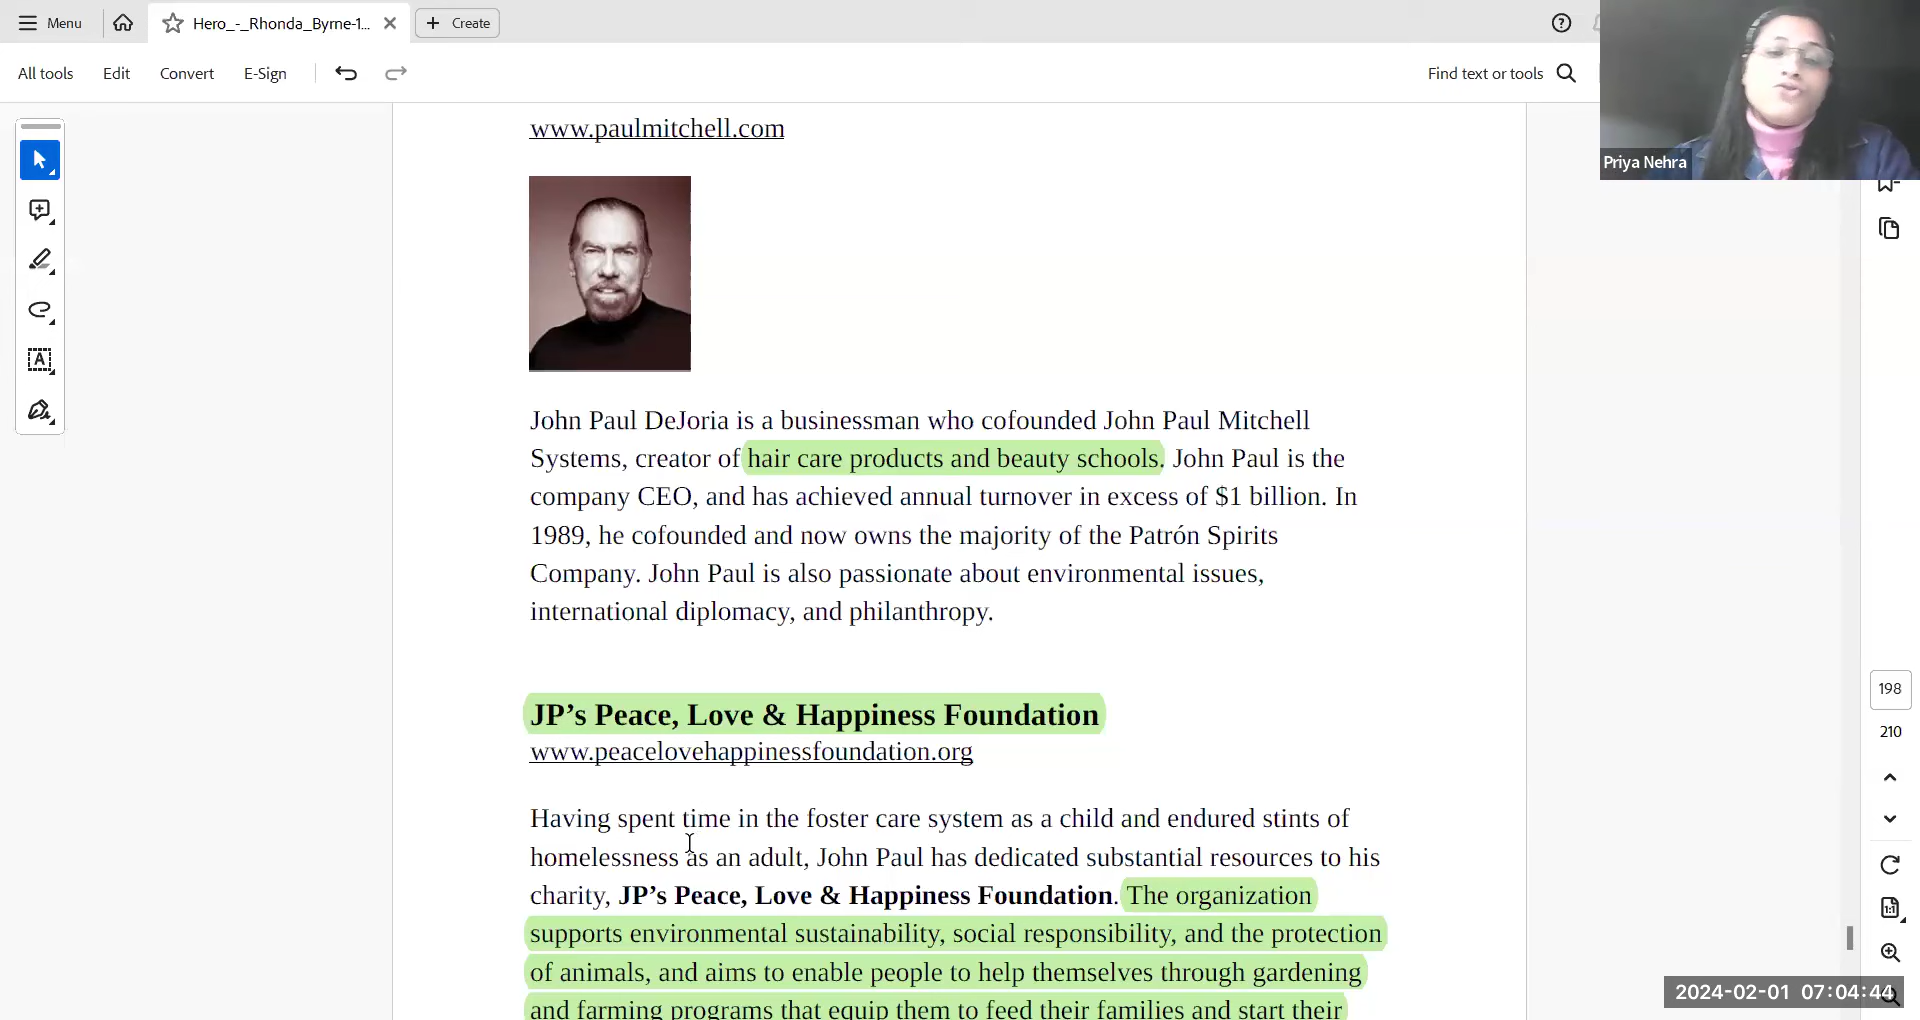 Menu
Hero_-_Rhonda_Byrne-1...
Create
All tools
Edit
Convert
E-Sign
Find text or tools
Priya Nehra
www.paulmitchell.com
John Paul DeJoria is a businessman who cofounded John Paul Mitchell
Systems, creator of hair care products and beauty schools. John Paul is the
company CEO, and has achieved annual turnover in excess of $1 billion. In
1989, he cofounded and now owns the majority of the Patrón Spirits
Company. John Paul is also passionate about environmental issues,
international diplomacy, and philanthropy.
JP’s Peace, Love & Happiness Foundation
www.peacelovehappinessfoundation.org
Having spent time in the foster care system as a child and endured stints of
homelessness as an adult, John Paul has dedicated substantial resources to his
charity, JP’s Peace, Love & Happiness Foundation. The organization
supports environmental sustainability, social responsibility, and the protection
of animals, and aims to enable people to help themselves through gardening
and farming programs that equip them to feed their families and start their
198
210
2024-02-01 07:04:44